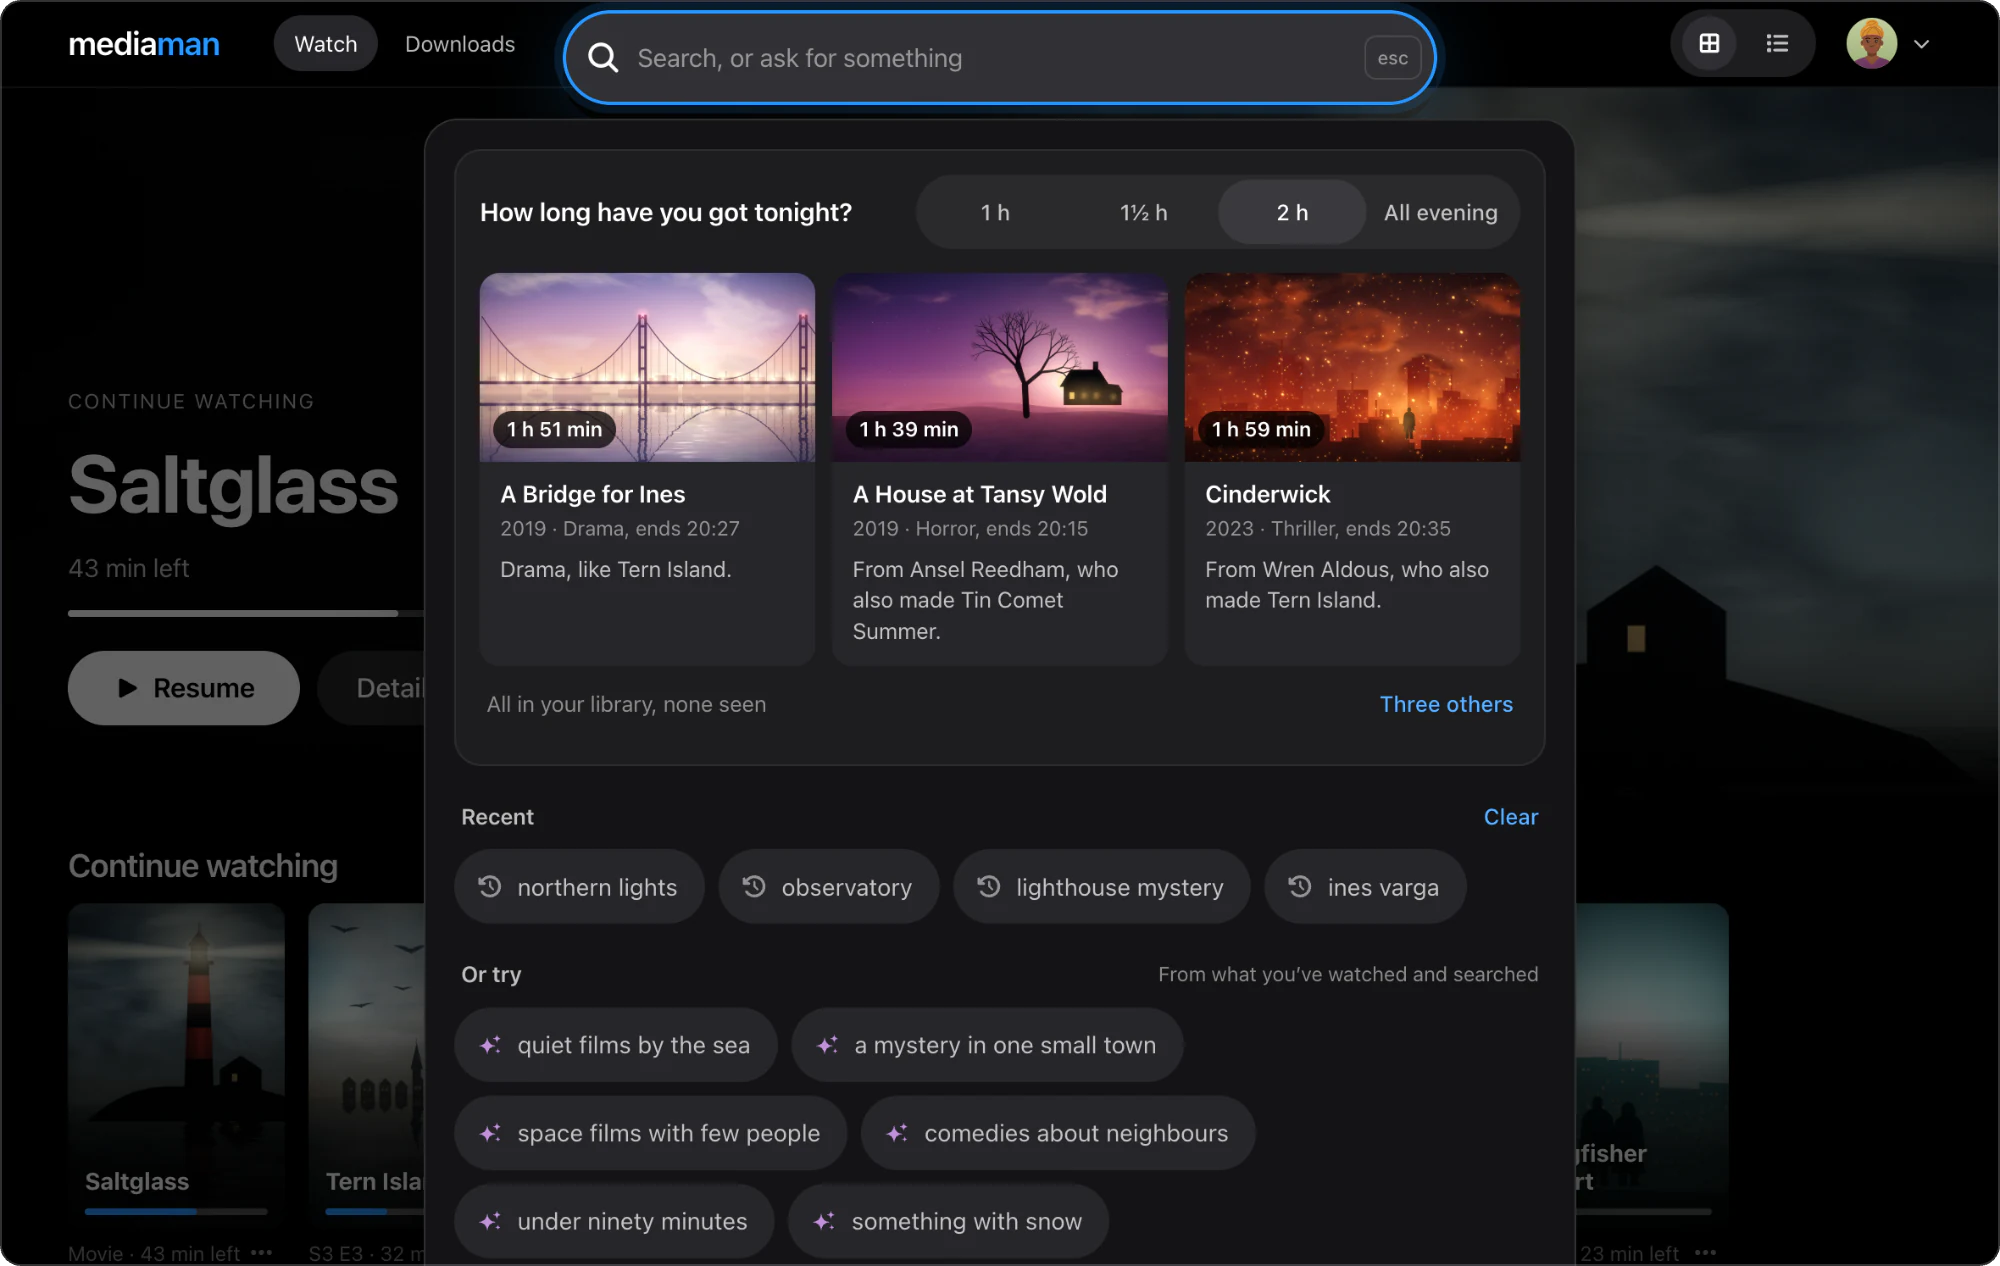 mediaman
Watch
Downloads
Search, or ask for something
esc
How long have you got tonight?
1 h
1½ h
2 h
All evening
1 h 51 min
A Bridge for Ines
2019 · Drama, ends 20:27
Drama, like Tern Island.
1 h 39 min
A House at Tansy Wold
2019 · Horror, ends 20:15
From Ansel Reedham, who
also made Tin Comet
Summer.
1 h 59 min
Cinderwick
2023 · Thriller, ends 20:35
From Wren Aldous, who also
made Tern Island.
All in your library, none seen
Three others
Recent
Clear
northern lights
observatory
lighthouse mystery
ines varga
Or try
From what you’ve watched and searched
quiet films by the sea
a mystery in one small town
space films with few people
comedies about neighbours
under ninety minutes
something with snow
CONTINUE WATCHING
Saltglass
43 min left
Resume
Continue watching
Saltglass
Movie · 43 min left
Tern
S3 E3 · 32
23 min left